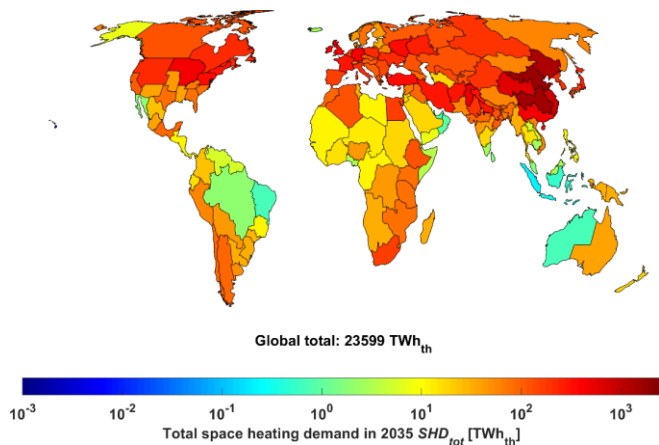 Global total: 23599 TWh_th
10^-3 10^-2 10^-1 10^0 10^1 10^2 10^3
Total space heating demand in 2035 SHD_tot [TWh_th]